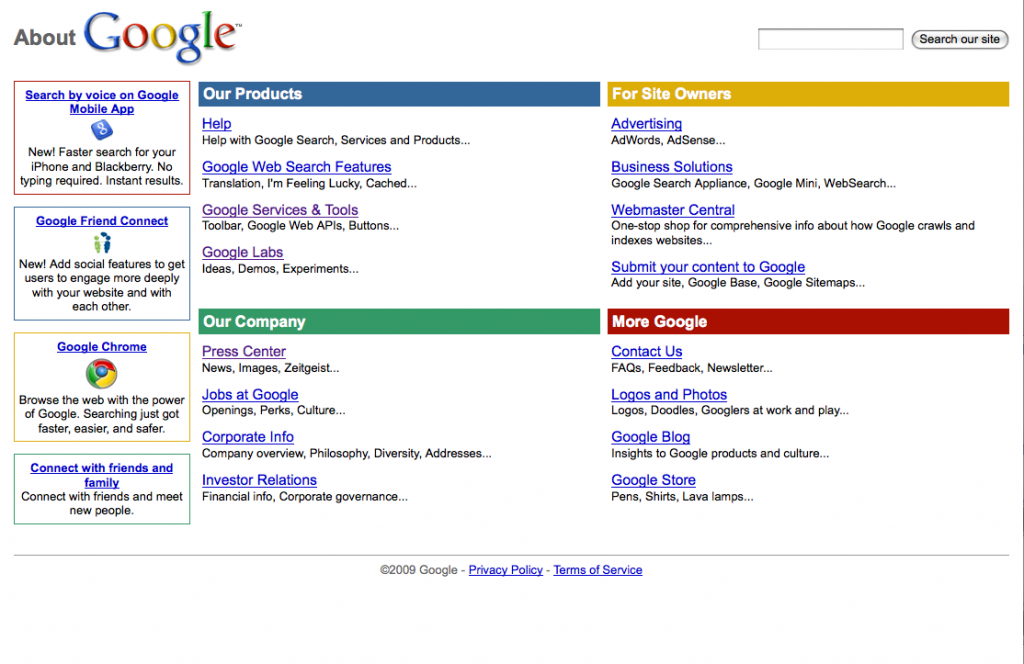 About Google™
Search our site
Search by voice on Google
Mobile App
New! Faster search for your
iPhone and Blackberry. No
typing required. Instant results.
Google Friend Connect
New! Add social features to get
users to engage more deeply
with your website and with
each other.
Google Chrome
Browse the web with the power
of Google. Searching just got
faster, easier, and safer.
Connect with friends and
family
Connect with friends and meet
new people.
Our Products
Help
Help with Google Search, Services and Products...
Google Web Search Features
Translation, I'm Feeling Lucky, Cached...
Google Services & Tools
Toolbar, Google Web APIs, Buttons...
Google Labs
Ideas, Demos, Experiments...
For Site Owners
Advertising
AdWords, AdSense...
Business Solutions
Google Search Appliance, Google Mini, WebSearch...
Webmaster Central
One-stop shop for comprehensive info about how Google crawls and
indexes websites...
Submit your content to Google
Add your site, Google Base, Google Sitemaps...
Our Company
Press Center
News, Images, Zeitgeist...
Jobs at Google
Openings, Perks, Culture...
Corporate Info
Company overview, Philosophy, Diversity, Addresses...
Investor Relations
Financial info, Corporate governance...
More Google
Contact Us
FAQs, Feedback, Newsletter...
Logos and Photos
Logos, Doodles, Googlers at work and play...
Google Blog
Insights to Google products and culture...
Google Store
Pens, Shirts, Lava lamps...
©2009 Google - Privacy Policy - Terms of Service